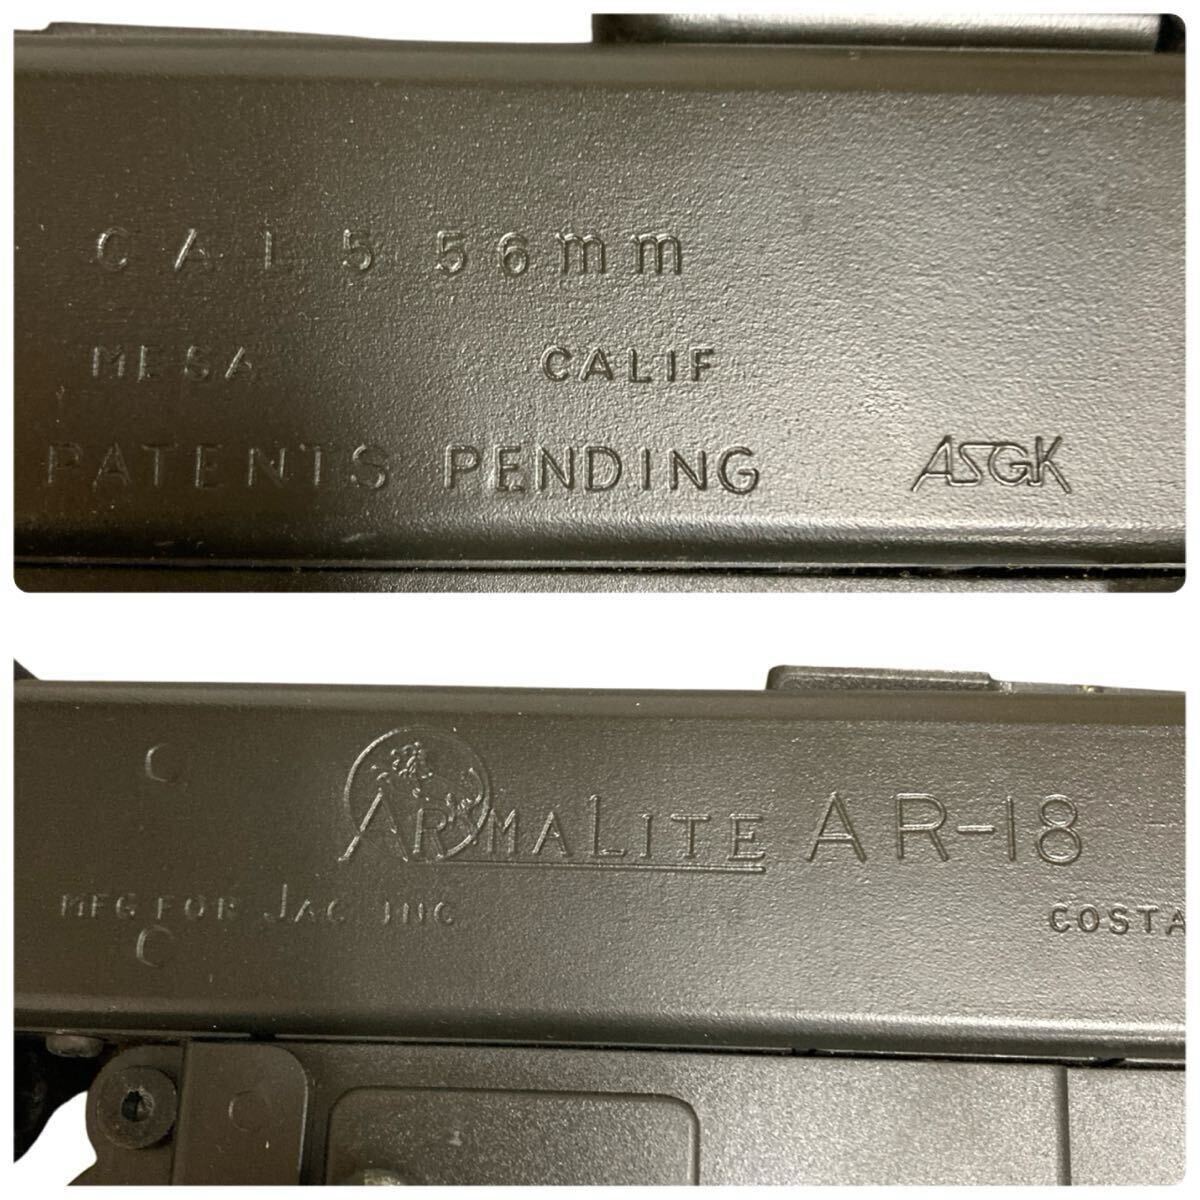 CAL 5 56mm
MESA CALIF
PATENTS PENDING
ASGK
ARMALITE AR-18
MFG FOR JAC INC
COSTA